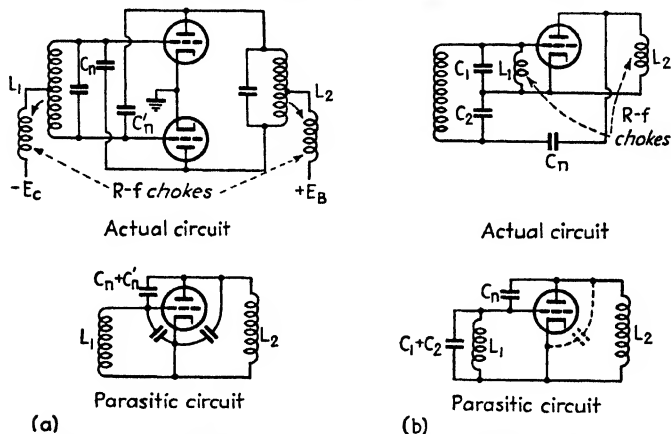 Cn
L1
C'n
L2
R-f chokes
-Ec
+EB
Actual circuit
C1
L1
L2
C2
R-f
chokes
Cn
Actual circuit
Cn+C'n
L1
L2
Parasitic circuit
(a)
Cn
C1+C2
L1
L2
Parasitic circuit
(b)